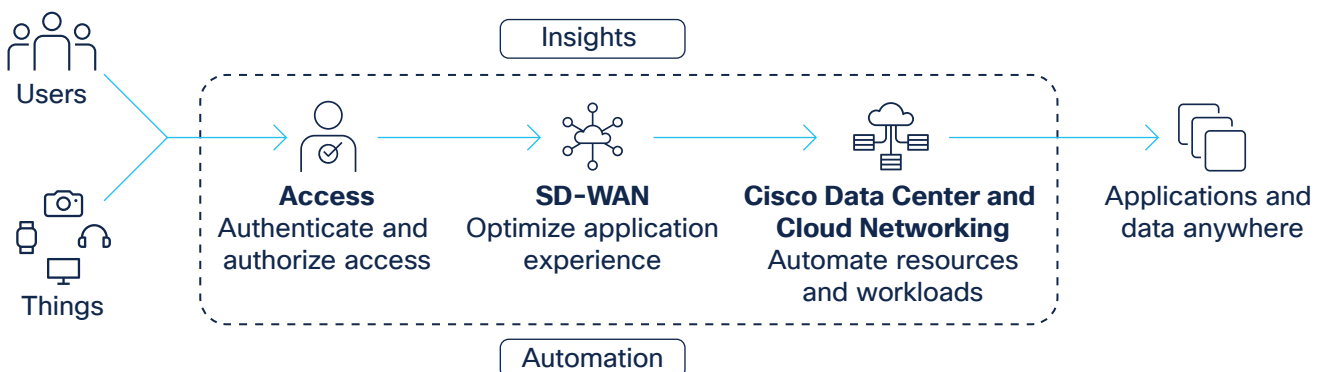 Insights
Users
Things
Access
Authenticate and
authorize access
SD-WAN
Optimize application
experience
Cisco Data Center and
Cloud Networking
Automate resources
and workloads
Applications and
data anywhere
Automation